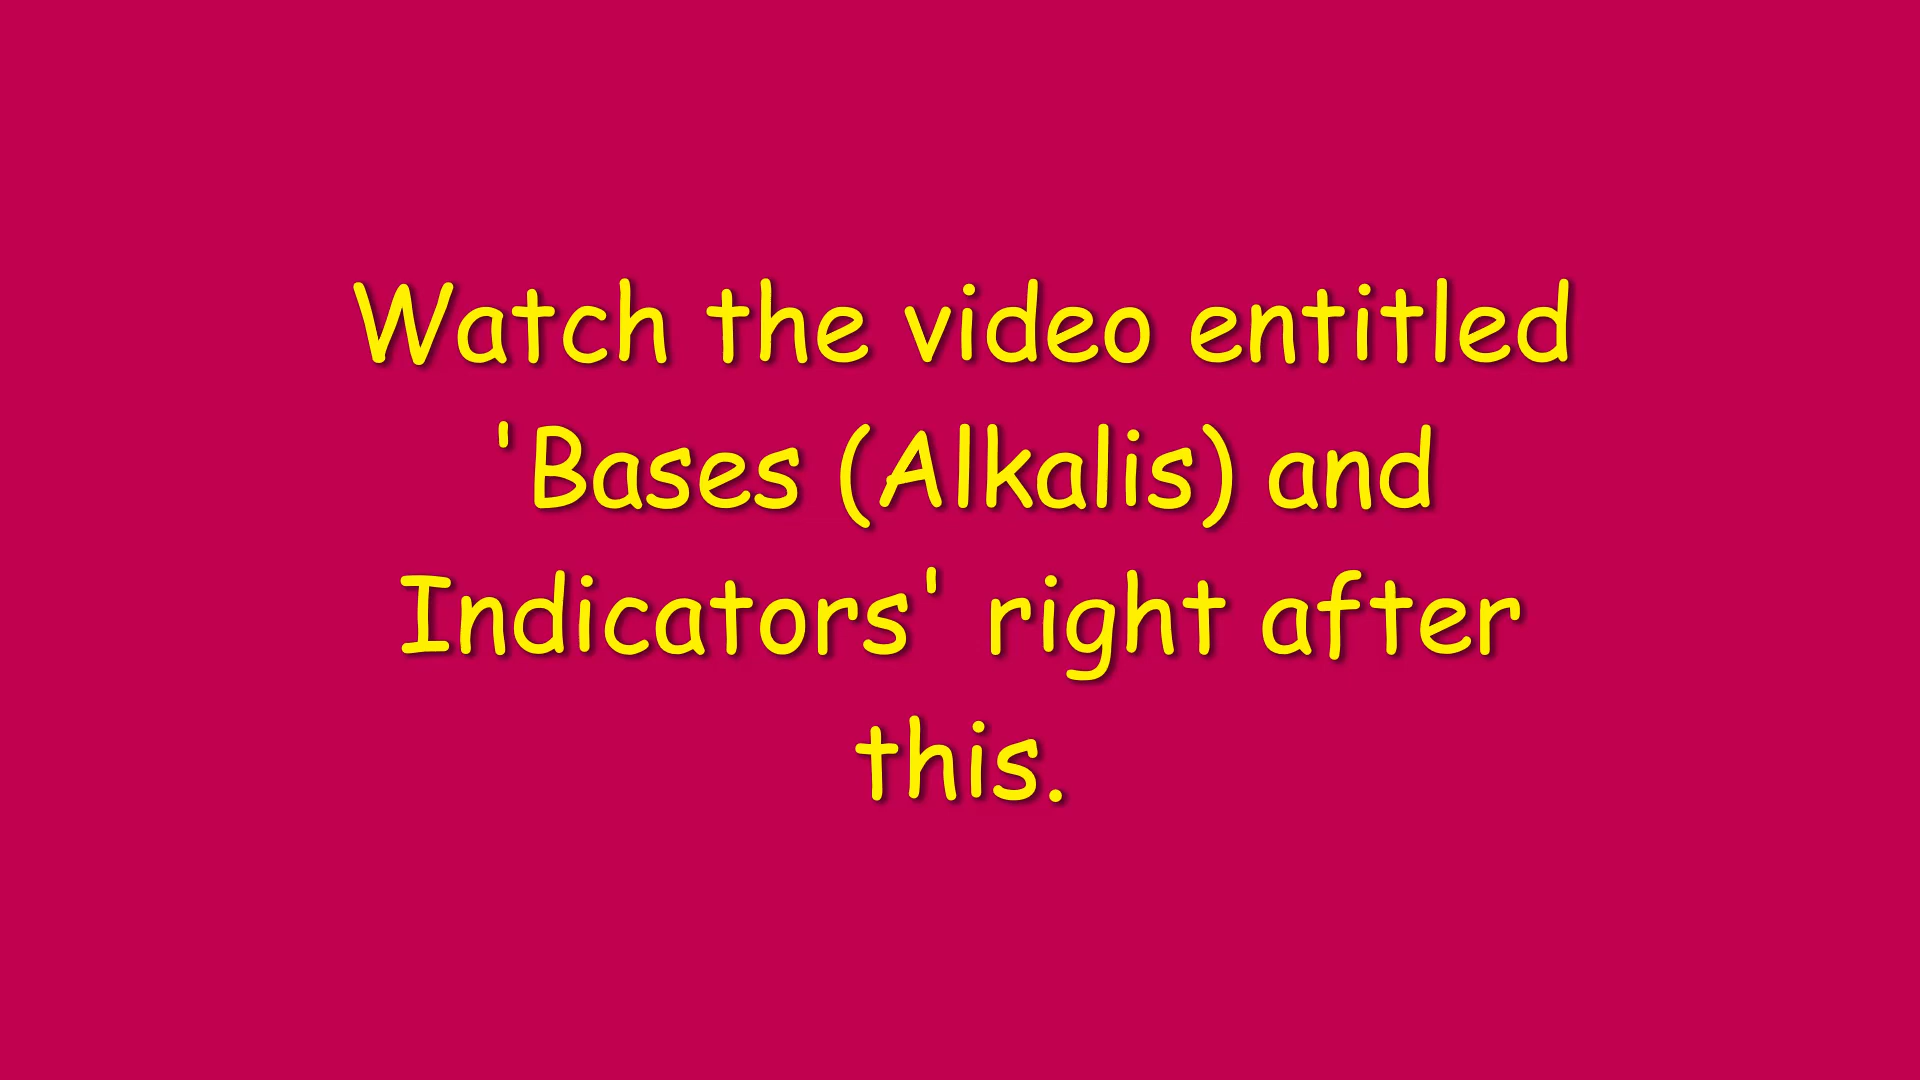 Watch the video entitled
'Bases (Alkalis) and
Indicators' right after
this.